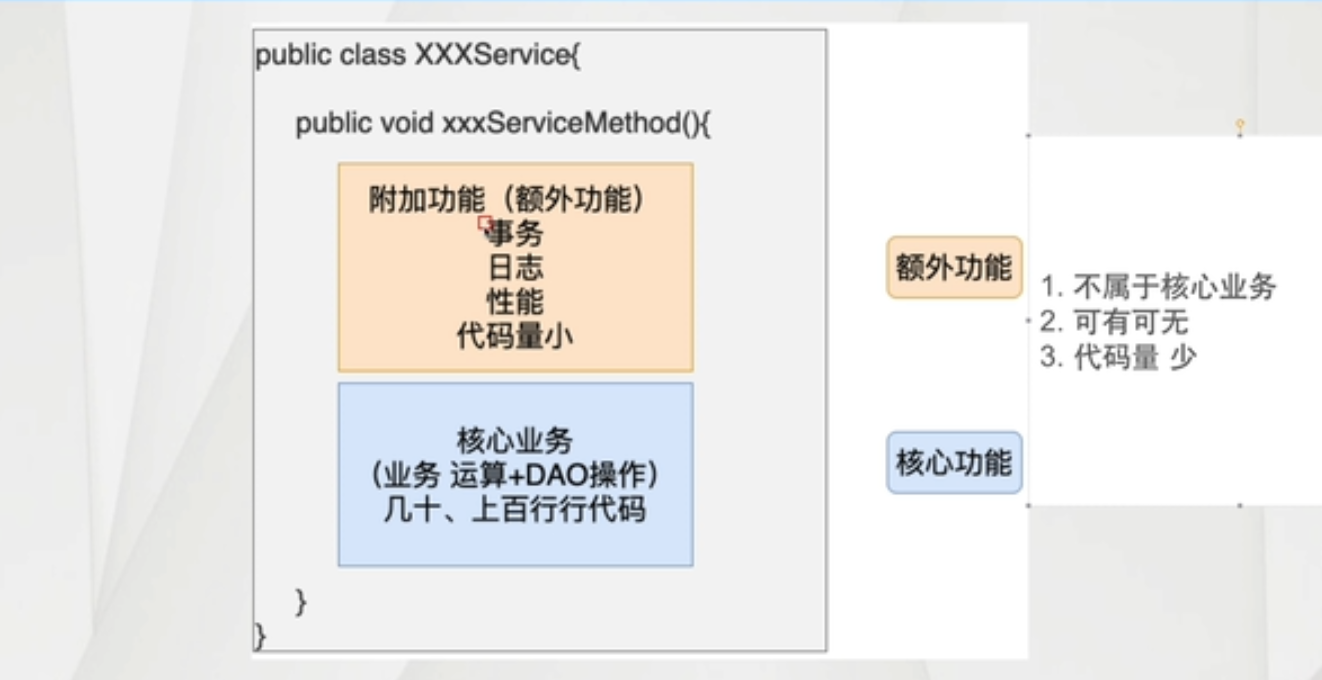 public class XXXService{
public void xxxServiceMethod(){
附加功能（额外功能）
事务
日志
性能
代码量小
核心业务
（业务 运算+DAO操作）
几十、上百行行代码
}
}
额外功能
1. 不属于核心业务
2. 可有可无
3. 代码量 少
核心功能